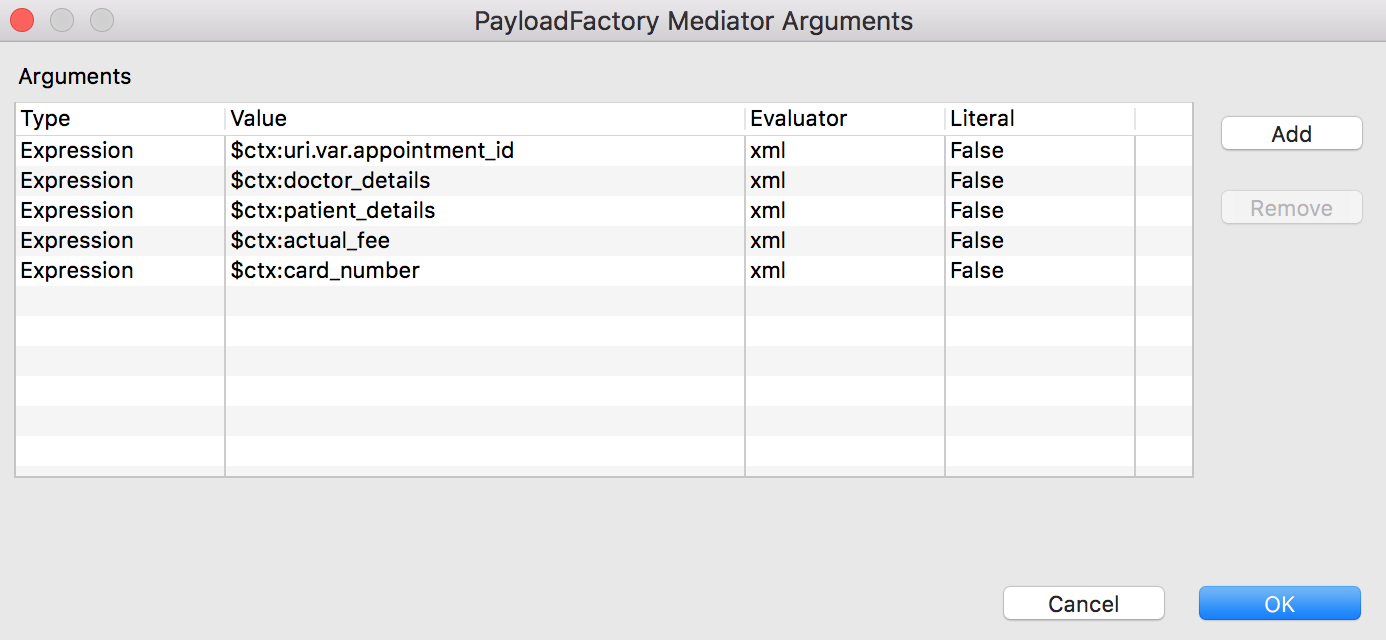 PayloadFactory Mediator Arguments
Arguments
Type Value Evaluator Literal
Expression $ctx:uri.var.appointment_id xml False
Expression $ctx:doctor_details xml False
Expression $ctx:patient_details xml False
Expression $ctx:actual_fee xml False
Expression $ctx:card_number xml False
Add
Remove
Cancel OK